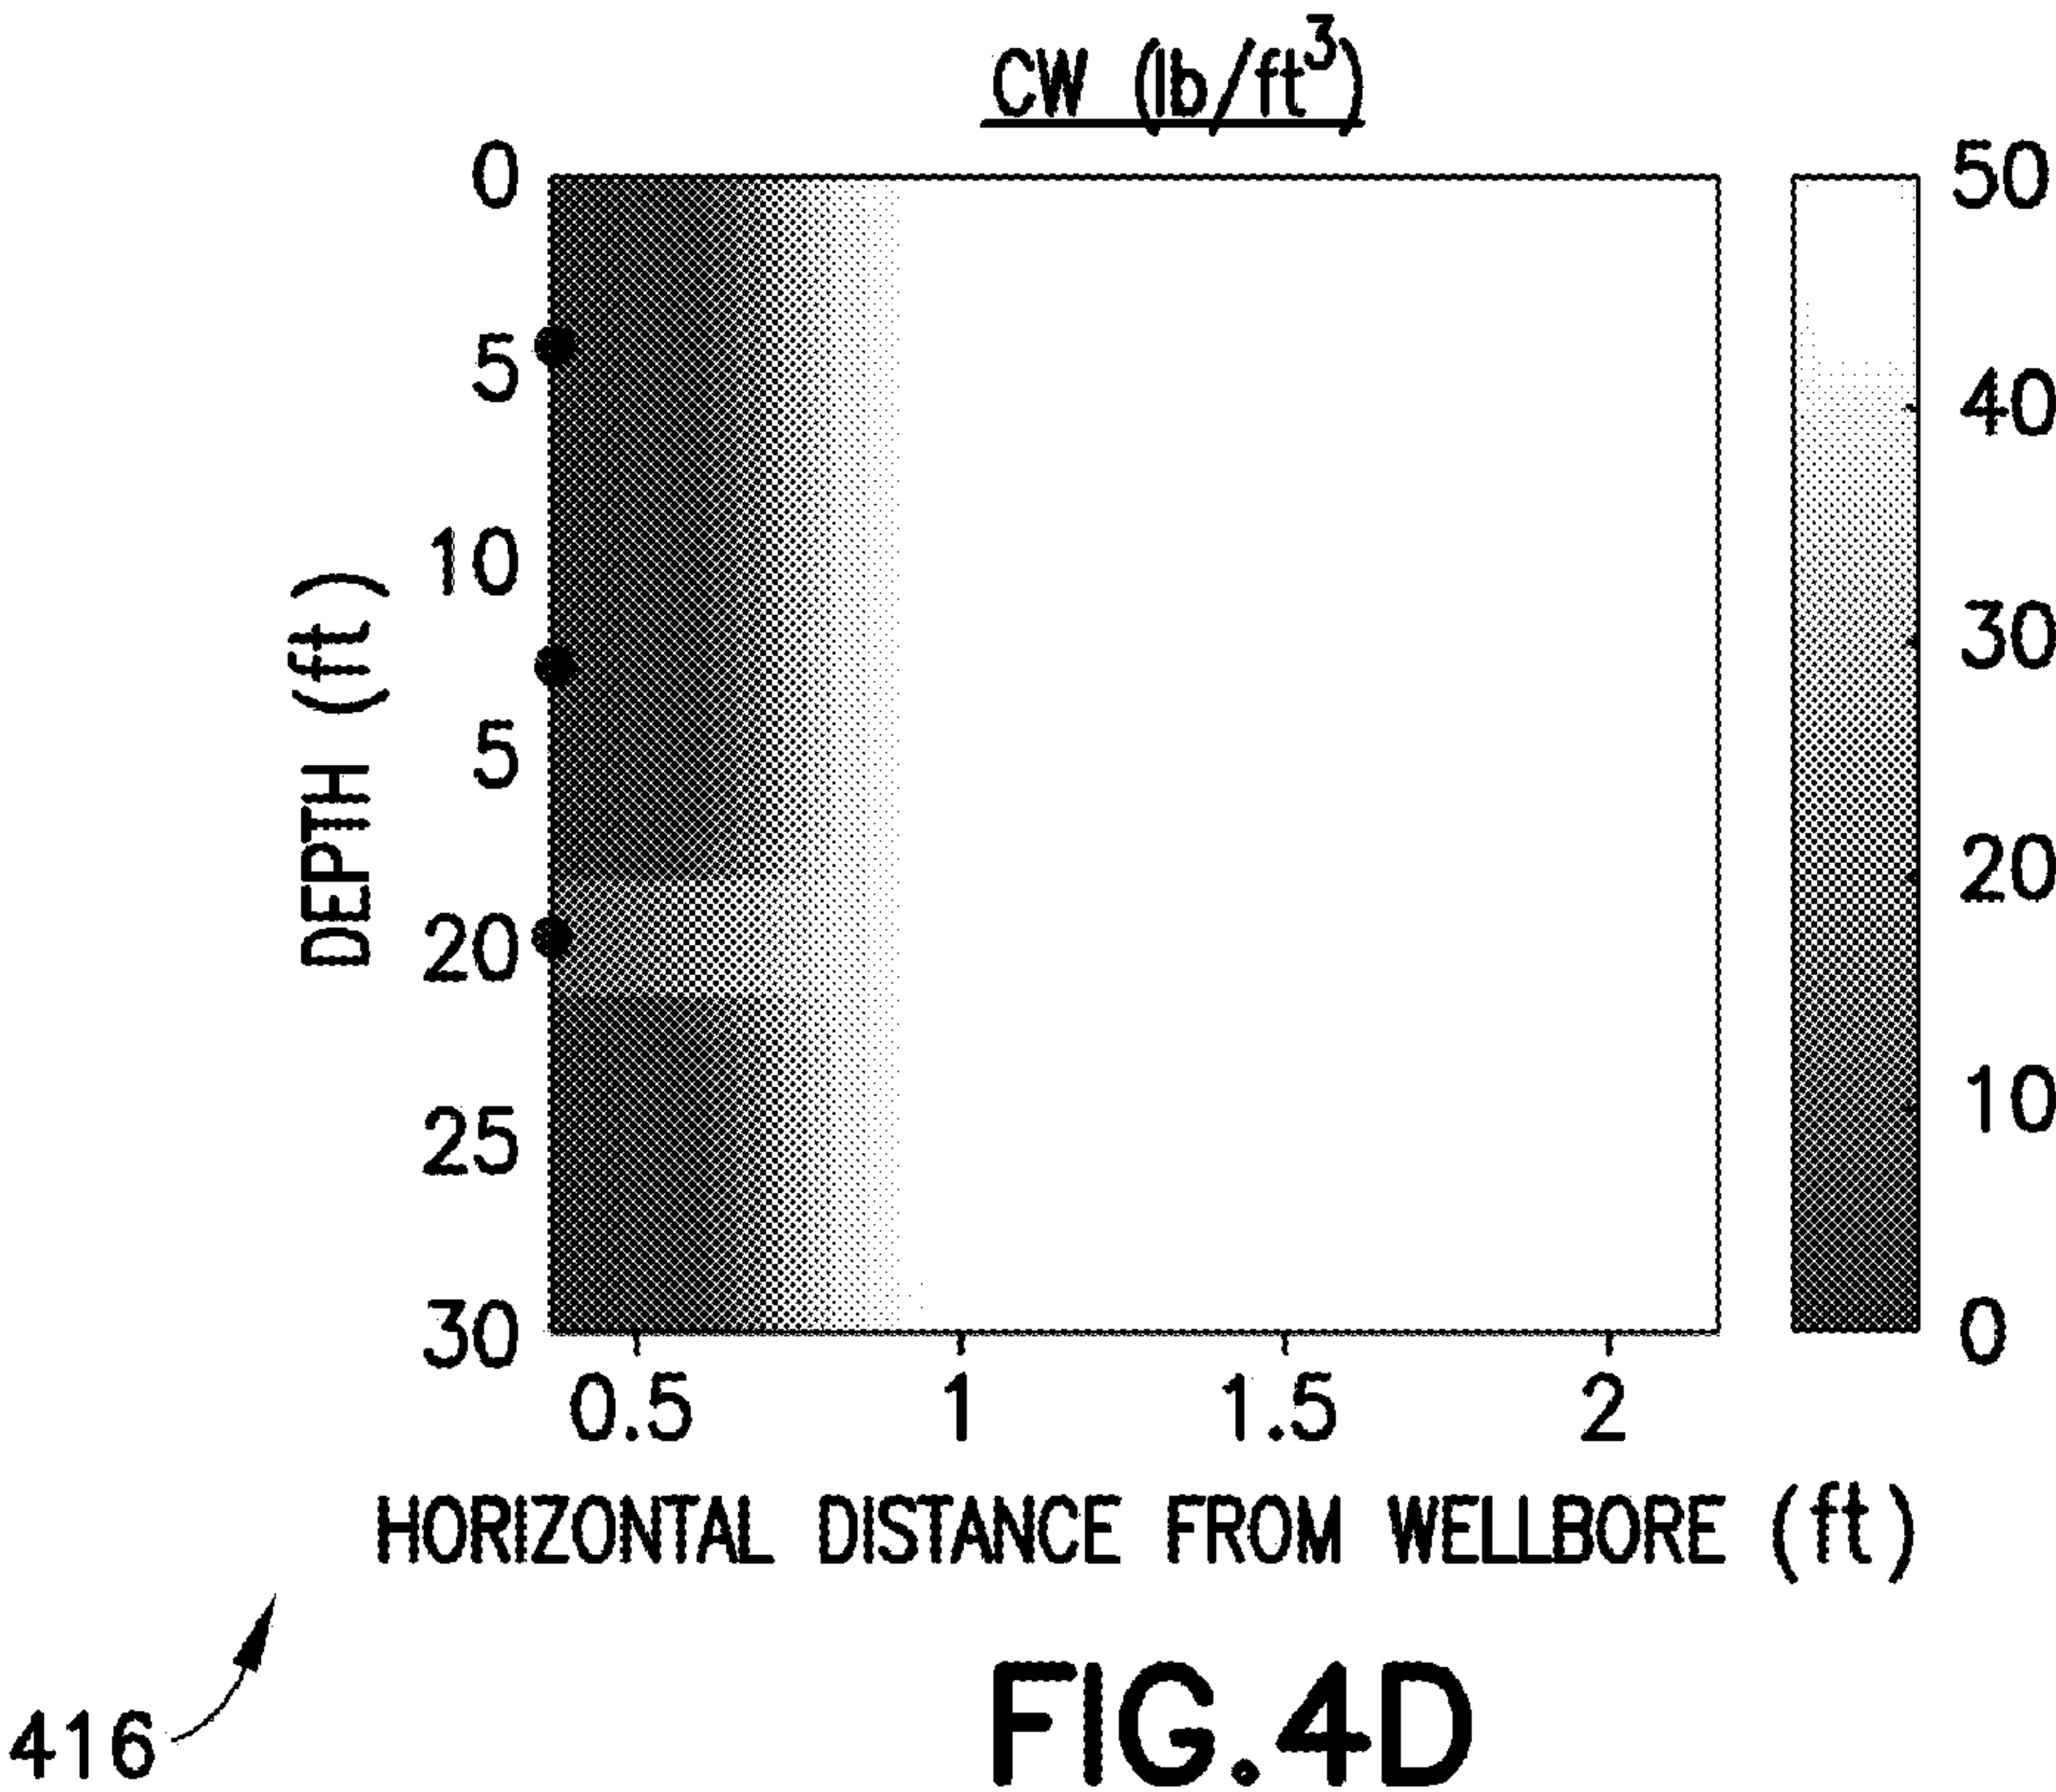 CW (lb/ft³)
0
5
10
5
20
25
30
DEPTH (ft)
50
40
30
20
10
0
0.5 1 1.5 2
HORIZONTAL DISTANCE FROM WELLBORE (ft)
416
FIG.4D